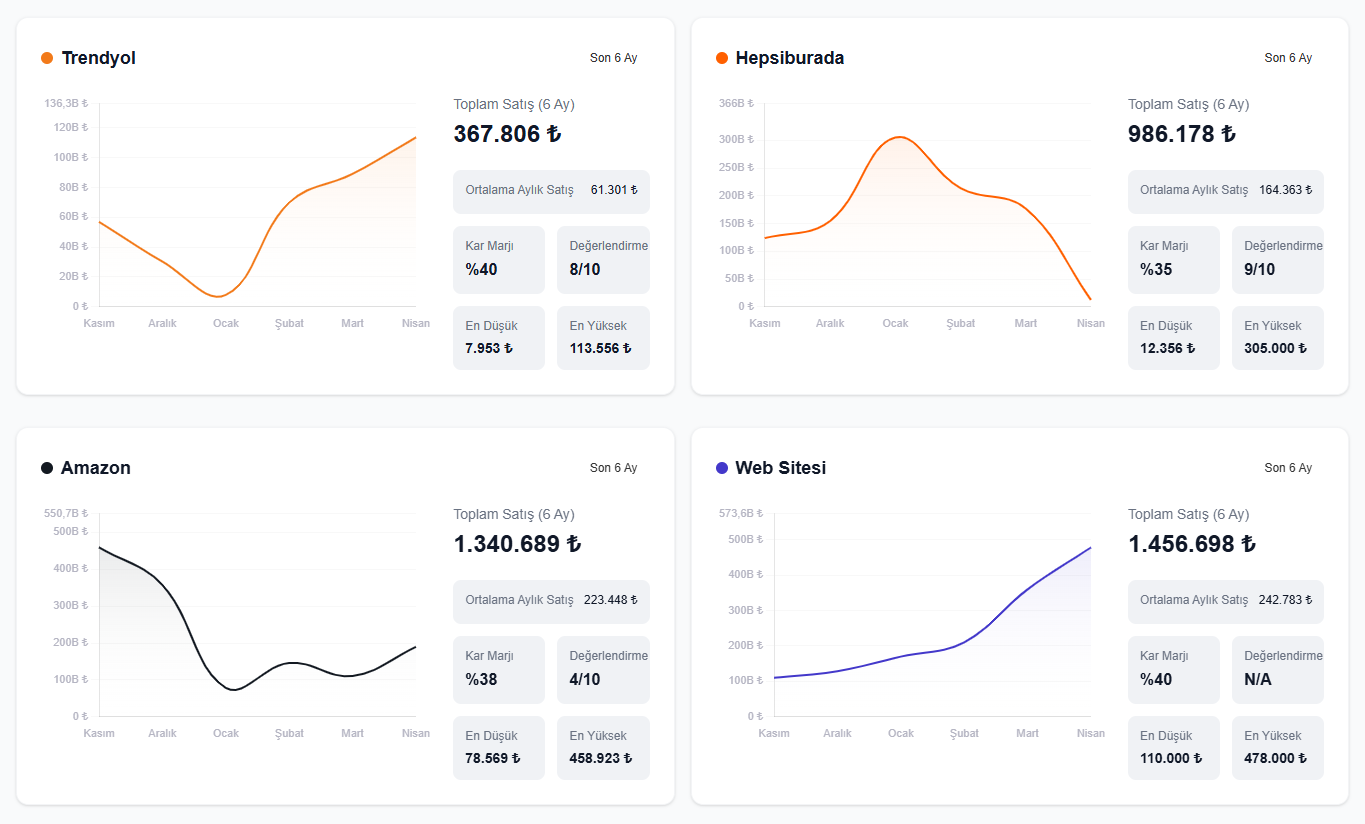 Trendyol
Son 6 Ay
136,3B ₺
120B ₺
100B ₺
80B ₺
60B ₺
40B ₺
20B ₺
0 ₺
Kasım Aralık Ocak Şubat Mart Nisan
Toplam Satış (6 Ay)
367.806 ₺
Ortalama Aylık Satış 61.301 ₺
Kar Marjı
%40
Değerlendirme
8/10
En Düşük
7.953 ₺
En Yüksek
113.556 ₺
Hepsiburada
Son 6 Ay
366B ₺
300B ₺
250B ₺
200B ₺
150B ₺
100B ₺
50B ₺
0 ₺
Kasım Aralık Ocak Şubat Mart Nisan
Toplam Satış (6 Ay)
986.178 ₺
Ortalama Aylık Satış 164.363 ₺
Kar Marjı
%35
Değerlendirme
9/10
En Düşük
12.356 ₺
En Yüksek
305.000 ₺
Amazon
Son 6 Ay
550,7B ₺
500B ₺
400B ₺
300B ₺
200B ₺
100B ₺
0 ₺
Kasım Aralık Ocak Şubat Mart Nisan
Toplam Satış (6 Ay)
1.340.689 ₺
Ortalama Aylık Satış 223.448 ₺
Kar Marjı
%38
Değerlendirme
4/10
En Düşük
78.569 ₺
En Yüksek
458.923 ₺
Web Sitesi
Son 6 Ay
573,6B ₺
500B ₺
400B ₺
300B ₺
200B ₺
100B ₺
0 ₺
Kasım Aralık Ocak Şubat Mart Nisan
Toplam Satış (6 Ay)
1.456.698 ₺
Ortalama Aylık Satış 242.783 ₺
Kar Marjı
%40
Değerlendirme
N/A
En Düşük
110.000 ₺
En Yüksek
478.000 ₺